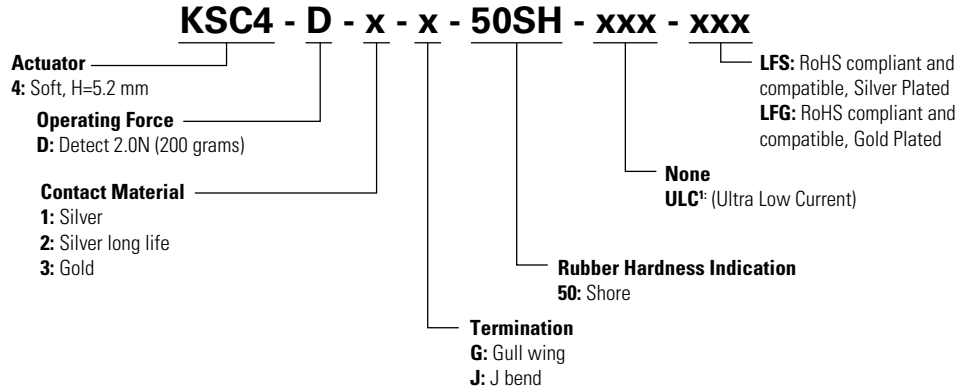 KSC4 - D - x - x - 50SH - xxx - xxx
Actuator
4: Soft, H=5.2 mm
Operating Force
D: Detect 2.0N (200 grams)
Contact Material
1: Silver
2: Silver long life
3: Gold
Termination
G: Gull wing
J: J bend
Rubber Hardness Indication
50: Shore
None
ULC1: (Ultra Low Current)
LFS: RoHS compliant and
compatible, Silver Plated
LFG: RoHS compliant and
compatible, Gold Plated